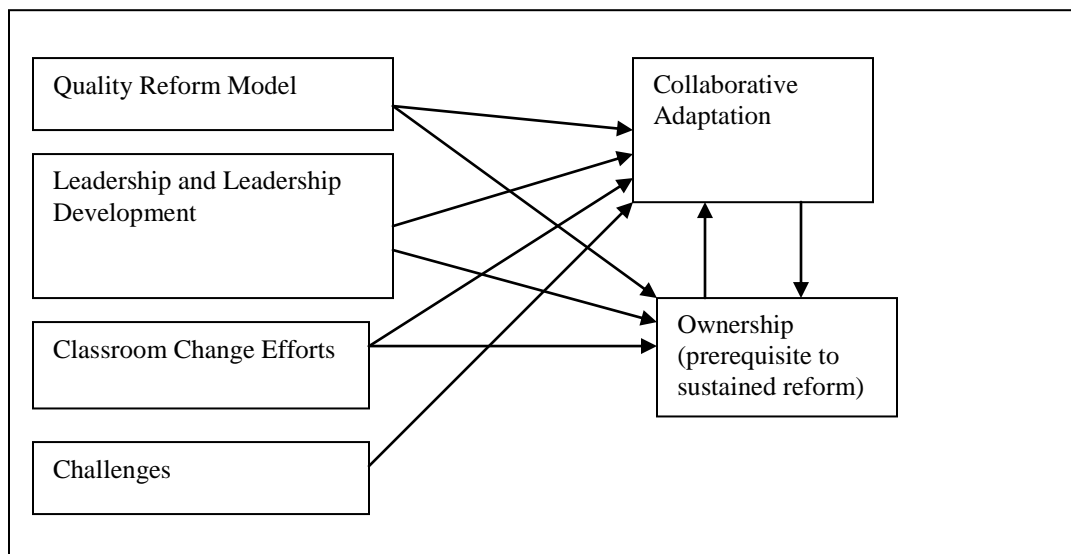 Quality Reform Model
Leadership and Leadership
Development
Classroom Change Efforts
Challenges
Collaborative
Adaptation
Ownership
(prerequisite to
sustained reform)